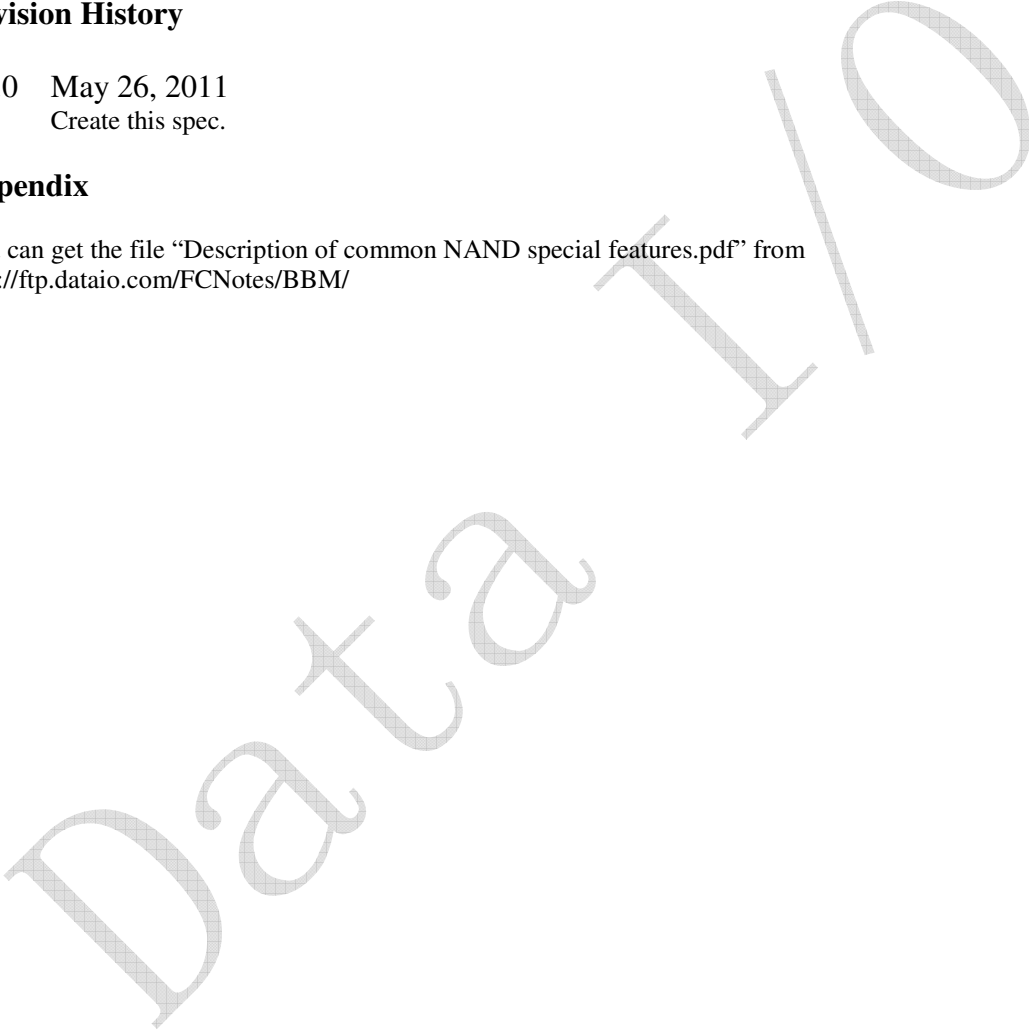 vision History
0 May 26, 2011
Create this spec.
pendix
can get the file “Description of common NAND special features.pdf” from
://ftp.dataio.com/FCNotes/BBM/
Data I/O